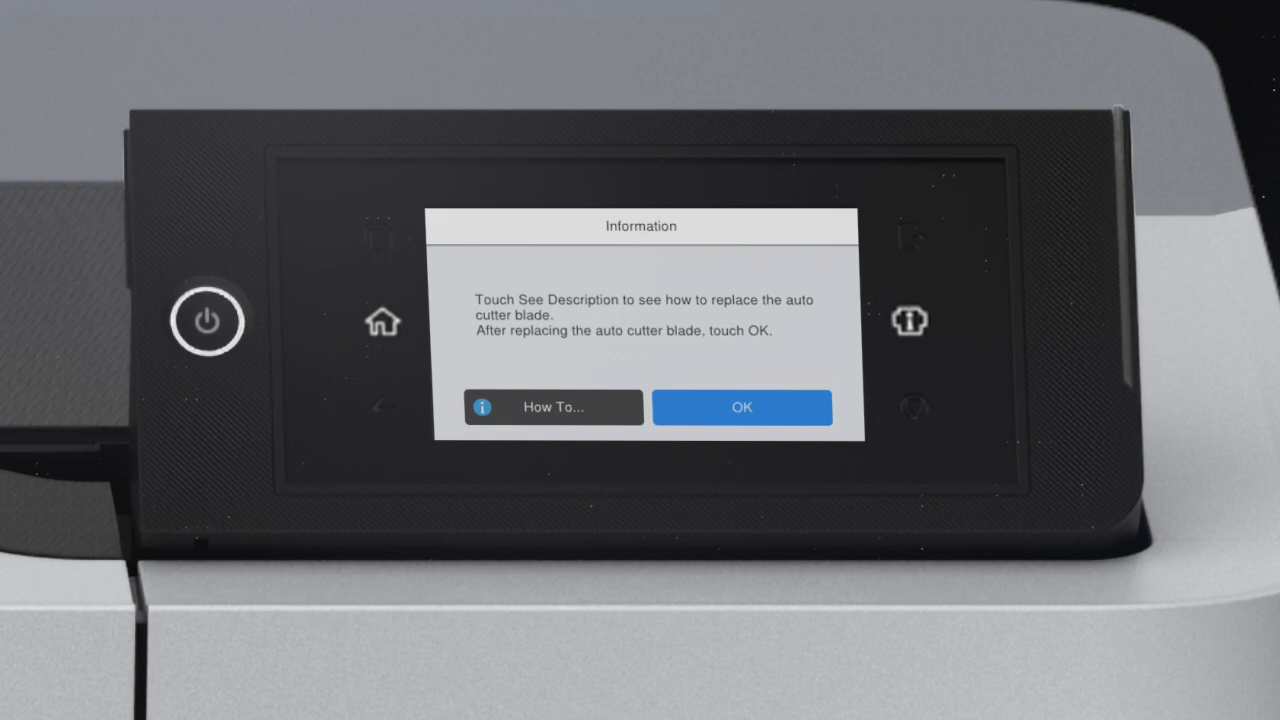 Information
Touch See Description to see how to replace the auto
cutter blade.
After replacing the auto cutter blade, touch OK.
How To...
OK